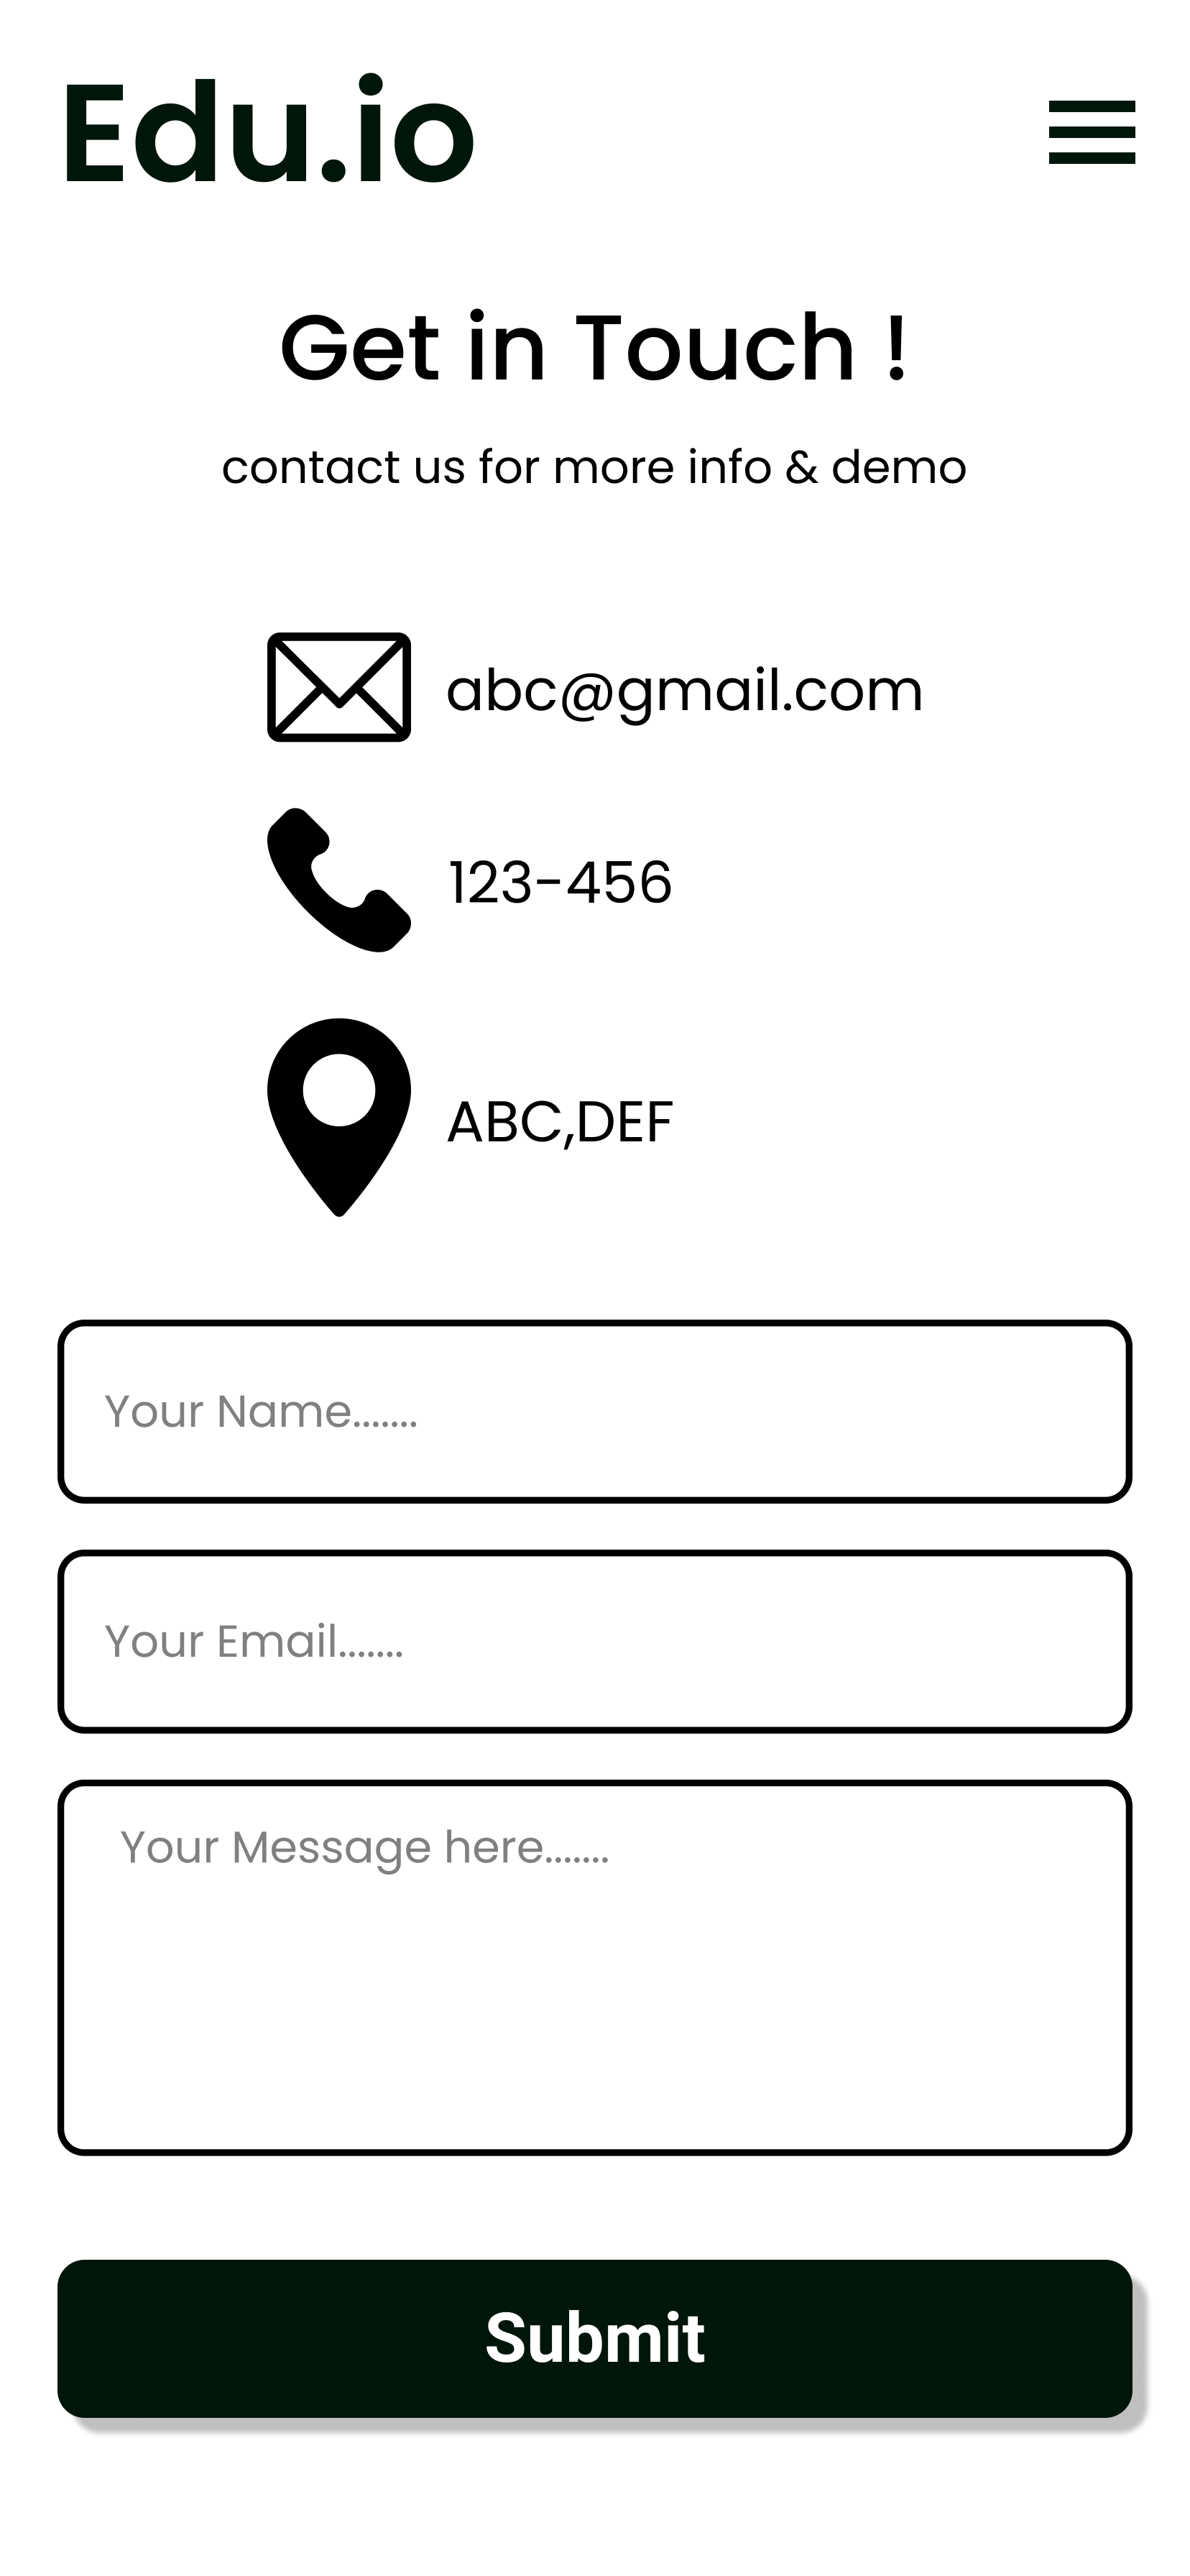 Edu.io
Get in Touch !
contact us for more info & demo
abc@gmail.com
123-456
ABC,DEF
Your Name.......
Your Email.......
Your Message here.......
Submit